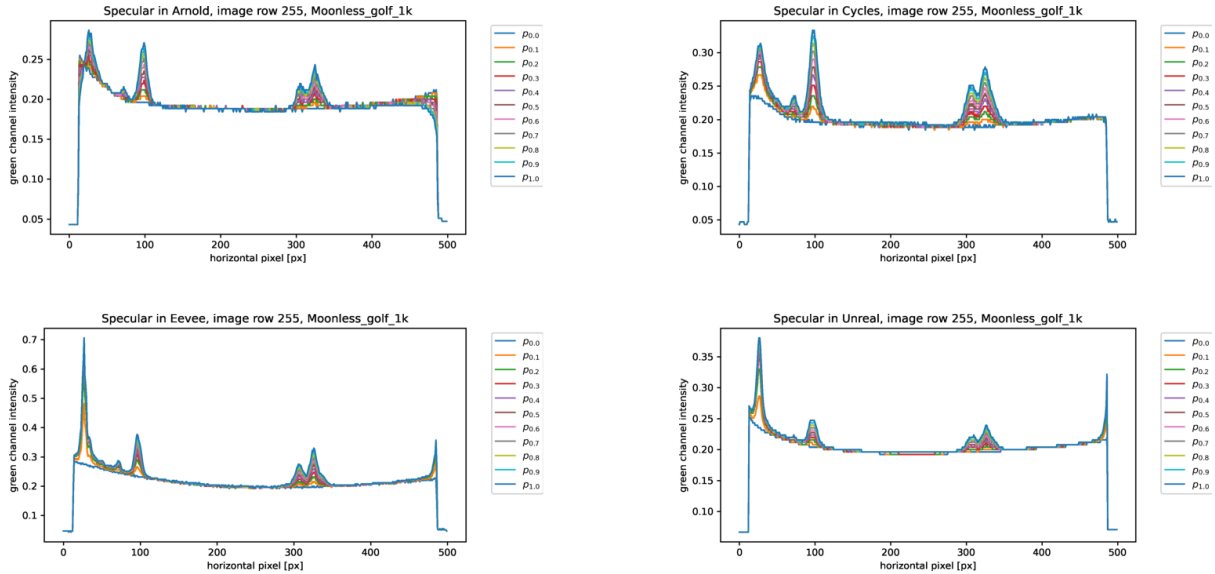 Specular in Arnold, image row 255, Moonless_golf_1k
green channel intensity
0.25
0.20
0.15
0.10
0.05
0
100
200
300
400
500
horizontal pixel [px]
p0.0
p0.1
p0.2
p0.3
p0.4
p0.5
p0.6
p0.7
p0.8
p0.9
p1.0
Specular in Cycles, image row 255, Moonless_golf_1k
green channel intensity
0.30
0.25
0.20
0.15
0.10
0.05
0
100
200
300
400
500
horizontal pixel [px]
p0.0
p0.1
p0.2
p0.3
p0.4
p0.5
p0.6
p0.7
p0.8
p0.9
p1.0
Specular in Eevee, image row 255, Moonless_golf_1k
green channel intensity
0.7
0.6
0.5
0.4
0.3
0.2
0.1
0
100
200
300
400
500
horizontal pixel [px]
p0.0
p0.1
p0.2
p0.3
p0.4
p0.5
p0.6
p0.7
p0.8
p0.9
p1.0
Specular in Unreal, image row 255, Moonless_golf_1k
green channel intensity
0.35
0.30
0.25
0.20
0.15
0.10
0
100
200
300
400
500
horizontal pixel [px]
p0.0
p0.1
p0.2
p0.3
p0.4
p0.5
p0.6
p0.7
p0.8
p0.9
p1.0